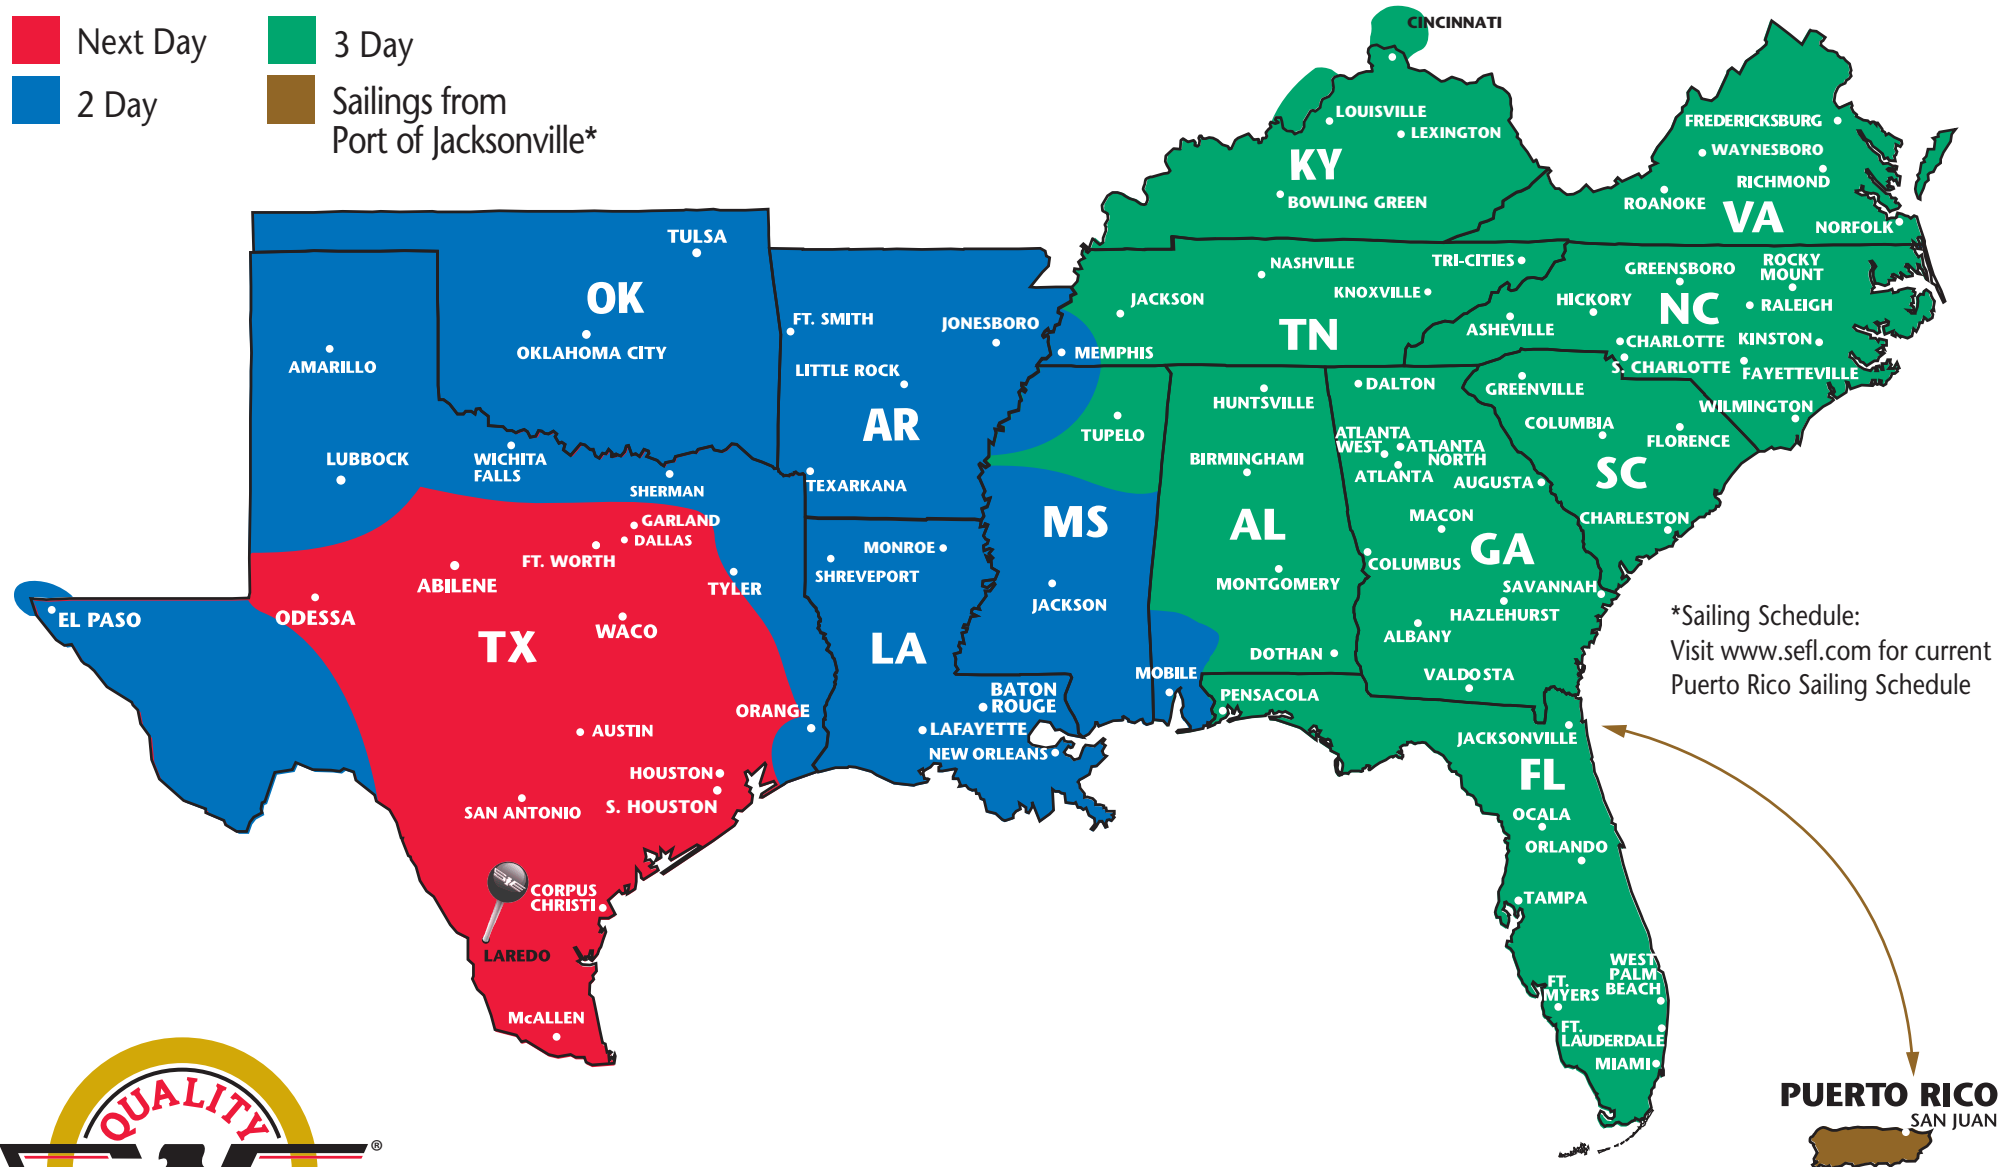 Next Day
3 Day
2 Day
Sailings from
Port of Jacksonville*
CINCINNATI
LOUISVILLE
LEXINGTON
KY
BOWLING GREEN
FREDERICKSBURG
WAYNESBORO
RICHMOND
ROANOKE
VA
NORFOLK
TULSA
OK
OKLAHOMA CITY
AMARILLO
LUBBOCK
WICHITA
FALLS
SHERMAN
FT. SMITH
JONESBORO
LITTLE ROCK
AR
TEXARKANA
NASHVILLE
TRI-CITIES
KNOXVILLE
JACKSON
TN
MEMPHIS
GREENSBORO
ROCKY
MOUNT
HICKORY
NC
RALEIGH
ASHEVILLE
CHARLOTTE
KINSTON
S. CHARLOTTE
FAYETTEVILLE
WILMINGTON
GREENVILLE
COLUMBIA
FLORENCE
SC
CHARLESTON
TUPELO
MS
JACKSON
HUNTSVILLE
BIRMINGHAM
AL
MONTGOMERY
DOTHAN
MOBILE
DALTON
ATLANTA
WEST
ATLANTA
NORTH
ATLANTA
AUGUSTA
MACON
GA
COLUMBUS
SAVANNAH
HAZLEHURST
ALBANY
VALDOSTA
GARLAND
DALLAS
FT. WORTH
ABILENE
TYLER
EL PASO
ODESSA
WACO
TX
ORANGE
AUSTIN
HOUSTON
S. HOUSTON
SAN ANTONIO
CORPUS
CHRISTI
LAREDO
McALLEN
MONROE
SHREVEPORT
LA
BATON
ROUGE
LAFAYETTE
NEW ORLEANS
PENSACOLA
JACKSONVILLE
FL
OCALA
ORLANDO
TAMPA
WEST
PALM
BEACH
FT.
MYERS
FT.
LAUDERDALE
MIAMI
*Sailing Schedule:
Visit www.sefl.com for current
Puerto Rico Sailing Schedule
PUERTO RICO
SAN JUAN
QUALITY
®